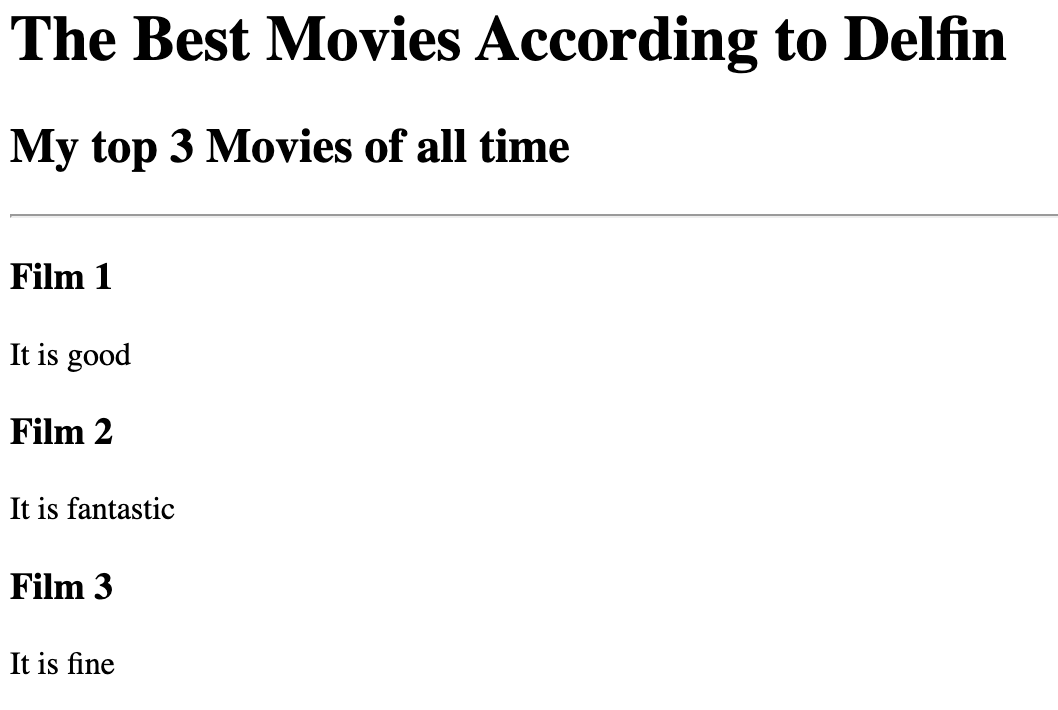 The Best Movies According to Delfin
My top 3 Movies of all time
Film 1
It is good
Film 2
It is fantastic
Film 3
It is fine